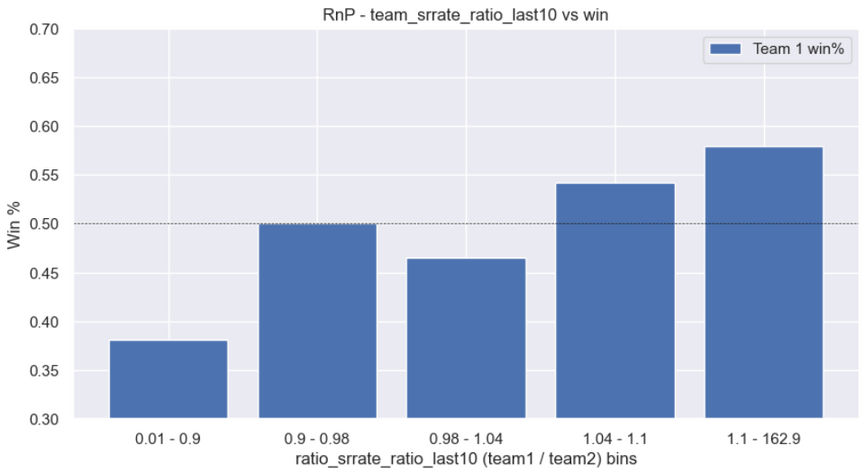 RnP - team_srrate_ratio_last10 vs win
Team 1 win%
Win %
0.70
0.65
0.60
0.55
0.50
0.45
0.40
0.35
0.30
0.01 - 0.9
0.9 - 0.98
0.98 - 1.04
1.04 - 1.1
1.1 - 162.9
ratio_srrate_ratio_last10 (team1 / team2) bins